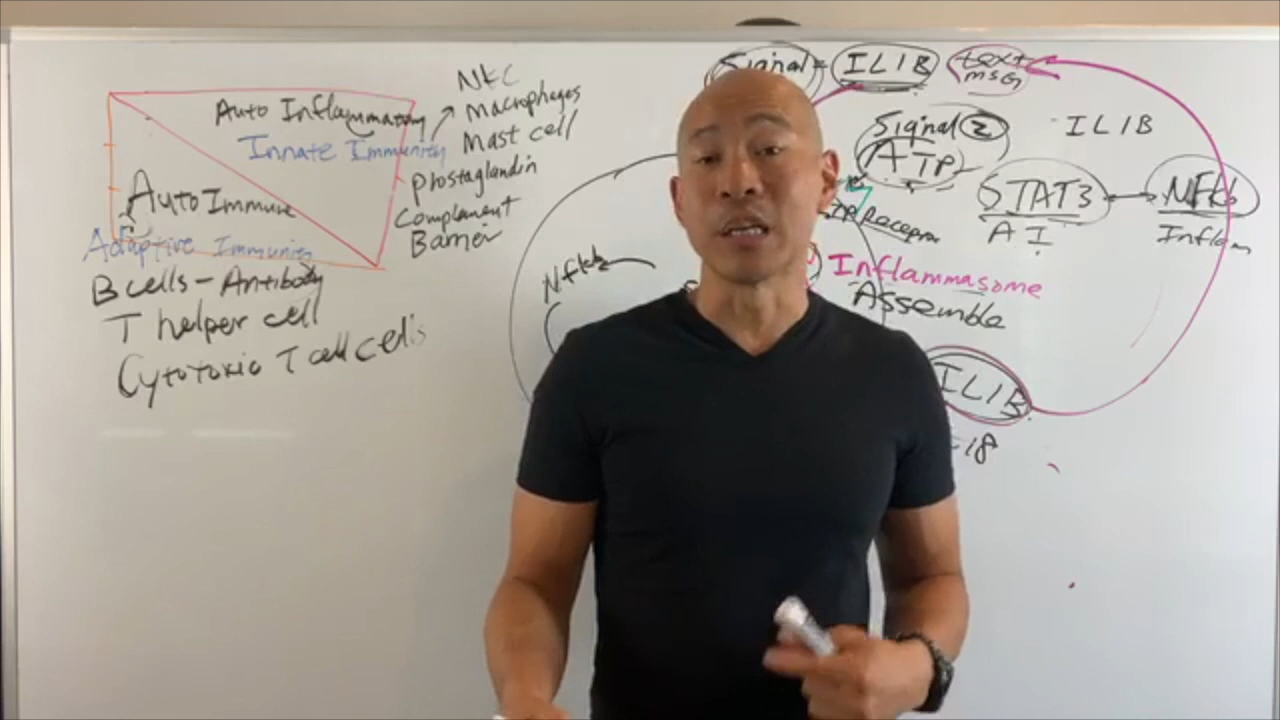 Auto Inflammatory
Innate Immunity
Auto Immune
Adaptive Immunity
B cells - Antibody
T helper cell
Cytotoxic T cell cells
NKC
Macrophages
Mast cell
Prostaglandin
Complement
Barrier
Signal
IL1B
text
msg
Signal 2
ATP
IL1B
STAT3
AI
NFkb
Inflam
Nfkb
Inflammasome
Assemble
IL1B
18